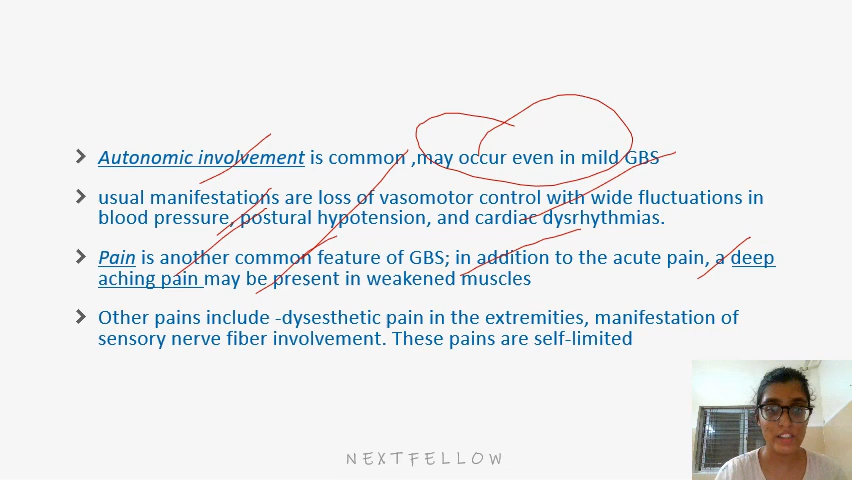 Autonomic involvement is common ,may occur even in mild GBS
usual manifestations are loss of vasomotor control with wide fluctuations in
blood pressure, postural hypotension, and cardiac dysrhythmias.
Pain is another common feature of GBS; in addition to the acute pain, a deep
aching pain may be present in weakened muscles
Other pains include -dysesthetic pain in the extremities, manifestation of
sensory nerve fiber involvement. These pains are self-limited
NEXTFELLOW